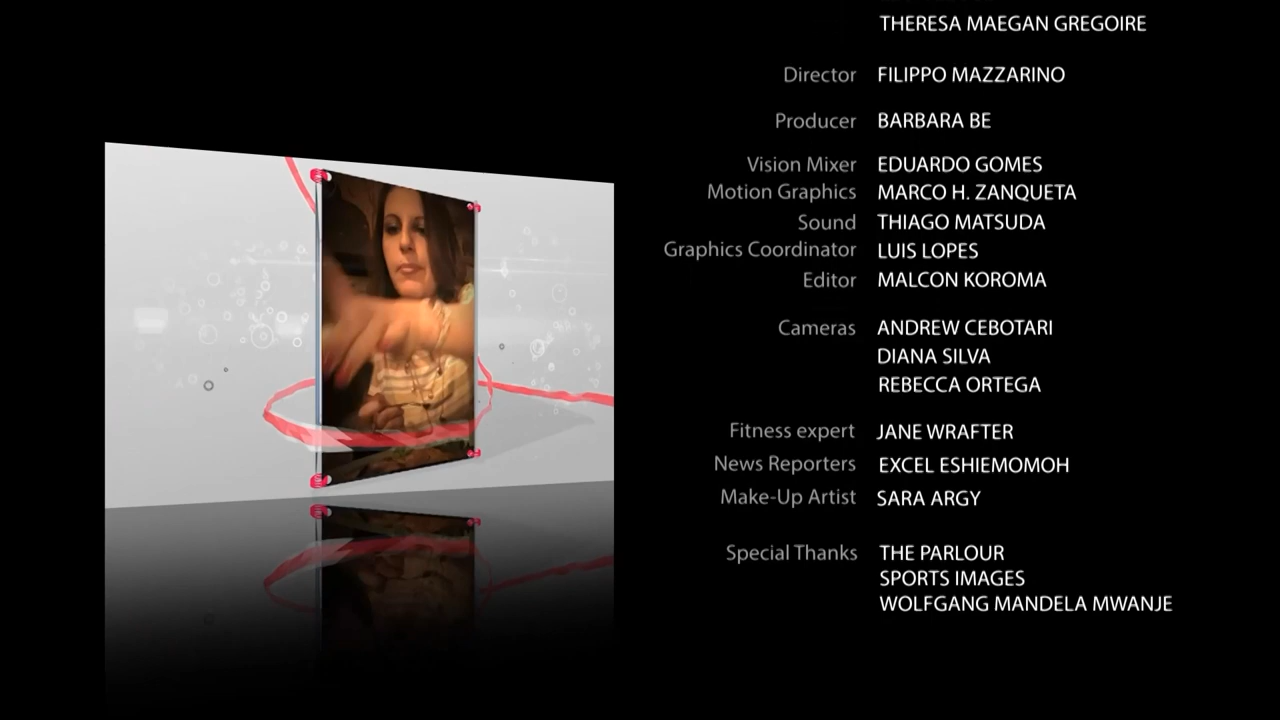 THERESA MAEGAN GREGOIRE
Director FILIPPO MAZZARINO
Producer BARBARA BE
Vision Mixer EDUARDO GOMES
Motion Graphics MARCO H. ZANQUETA
Sound THIAGO MATSUDA
Graphics Coordinator LUIS LOPES
Editor MALCON KOROMA
Cameras ANDREW CEBOTARI
DIANA SILVA
REBECCA ORTEGA
Fitness expert JANE WRAFTER
News Reporters EXCEL ESHIEMOMOH
Make-Up Artist SARA ARGY
Special Thanks THE PARLOUR
SPORTS IMAGES
WOLFGANG MANDELA MWANJE